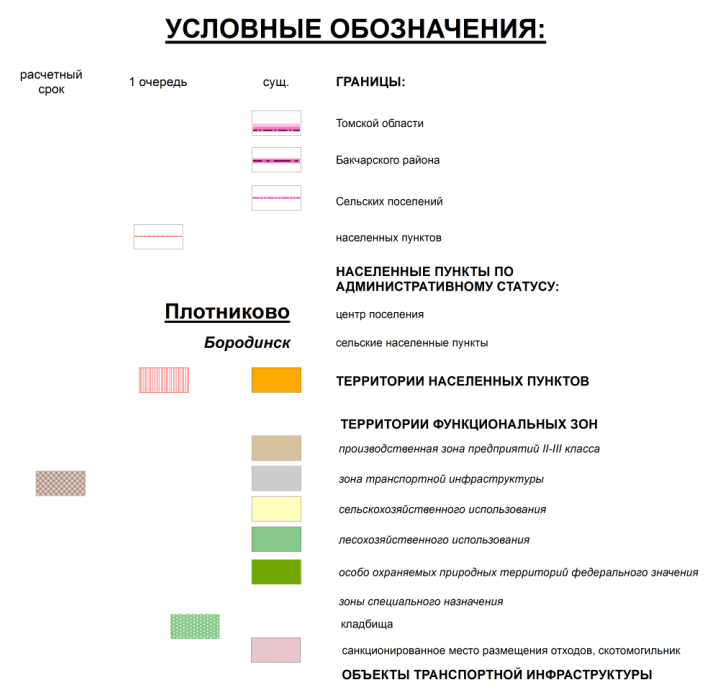 УСЛОВНЫЕ ОБОЗНАЧЕНИЯ:
расчетный
срок
1 очередь
сущ.
ГРАНИЦЫ:
Томской области
Бакчарского района
Сельских поселений
населенных пунктов
НАСЕЛЕННЫЕ ПУНКТЫ ПО
АДМИНИСТРАТИВНОМУ СТАТУСУ:
Плотниково
центр поселения
Бородинск
сельские населенные пункты
ТЕРРИТОРИИ НАСЕЛЕННЫХ ПУНКТОВ
ТЕРРИТОРИИ ФУНКЦИОНАЛЬНЫХ ЗОН
производственная зона предприятий II-III класса
зона транспортной инфраструктуры
сельскохозяйственного использования
лесохозяйственного использования
особо охраняемых природных территорий федерального значения
зоны специального назначения
кладбища
санкционированное место размещения отходов, скотомогильник
ОБЪЕКТЫ ТРАНСПОРТНОЙ ИНФРАСТРУКТУРЫ